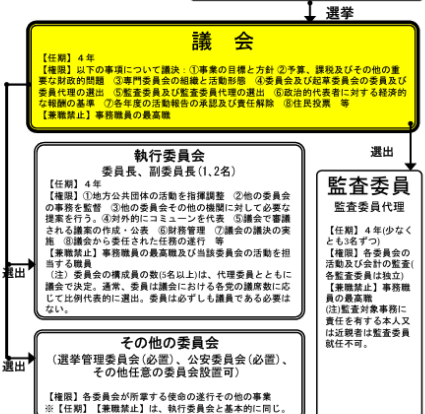 選挙
議　会
【任期】４年
【権限】以下の事項について議決：①事業の目標と方針 ②予算、課税及びその他の重
要な財政的問題　③専門委員会の組織と活動形態　④委員会及び起草委員会の委員及び
委員代理の選出　⑤監査委員及び監査委員代理の選出　⑥政治的代表者に対する経済的
な報酬の基準　⑦各年度の活動報告の承認及び責任解除　⑧住民投票　等
【兼職禁止】事務職員の最高職
選出
執行委員会
委員長、副委員長(1,2名)
【任期】４年
【権限】①地方公共団体の活動を指揮調整　②他の委員会
の事務を監督　③他の委員会その他の機関に対して必要な
提案を行う。④対外的にコミューンを代表　⑤議会で審議
される議案の作成・公表　⑥財務管理　⑦議会の議決の実
施　⑧議会から委任された任務の遂行　等
【兼職禁止】事務職員の最高職及び当該委員会の活動を担
当する職員
（注）委員会の構成員の数(5名以上)は、代理委員とともに
議会で決定。通常、委員は議会における各党の議席数に応
じて比例代表的に選出。委員は必ずしも議員である必要は
ない。
選出
監査委員
監査委員代理
【任期】４年(少なく
とも3名ずつ)
【権限】各委員会の
活動及び会計の監査(
各監査委員は独立)
【兼職禁止】事務職
員の最高職
(注)監査対象事務に
責任を有する本人又
は近親者は監査委員
就任不可。
その他の委員会
（選挙管理委員会(必置)、公安委員会(必置)、
その他任意の委員会設置可）
選出
【権限】各委員会が所掌する使命の遂行その他の事業
※【任期】【兼職禁止】は、執行委員会と基本的に同じ。